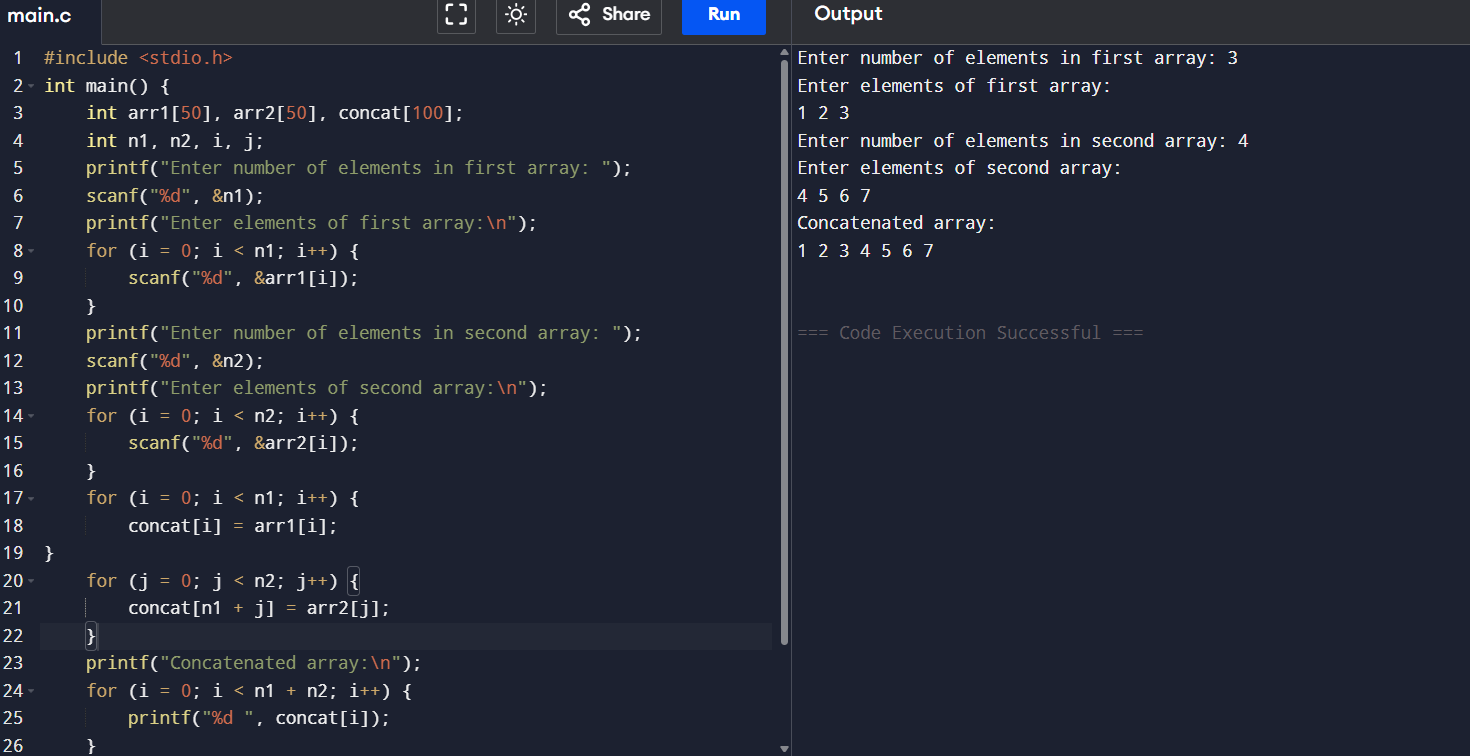 main.c Share Run Output
1 #include <stdio.h>
2 int main() {
3     int arr1[50], arr2[50], concat[100];
4     int n1, n2, i, j;
5     printf("Enter number of elements in first array: ");
6     scanf("%d", &n1);
7     printf("Enter elements of first array:\n");
8     for (i = 0; i < n1; i++) {
9         scanf("%d", &arr1[i]);
10     }
11     printf("Enter number of elements in second array: ");
12     scanf("%d", &n2);
13     printf("Enter elements of second array:\n");
14     for (i = 0; i < n2; i++) {
15         scanf("%d", &arr2[i]);
16     }
17     for (i = 0; i < n1; i++) {
18         concat[i] = arr1[i];
19 }
20     for (j = 0; j < n2; j++) {
21         concat[n1 + j] = arr2[j];
22     }
23     printf("Concatenated array:\n");
24     for (i = 0; i < n1 + n2; i++) {
25         printf("%d ", concat[i]);
26     }
Enter number of elements in first array: 3
Enter elements of first array:
1 2 3
Enter number of elements in second array: 4
Enter elements of second array:
4 5 6 7
Concatenated array:
1 2 3 4 5 6 7
=== Code Execution Successful ===